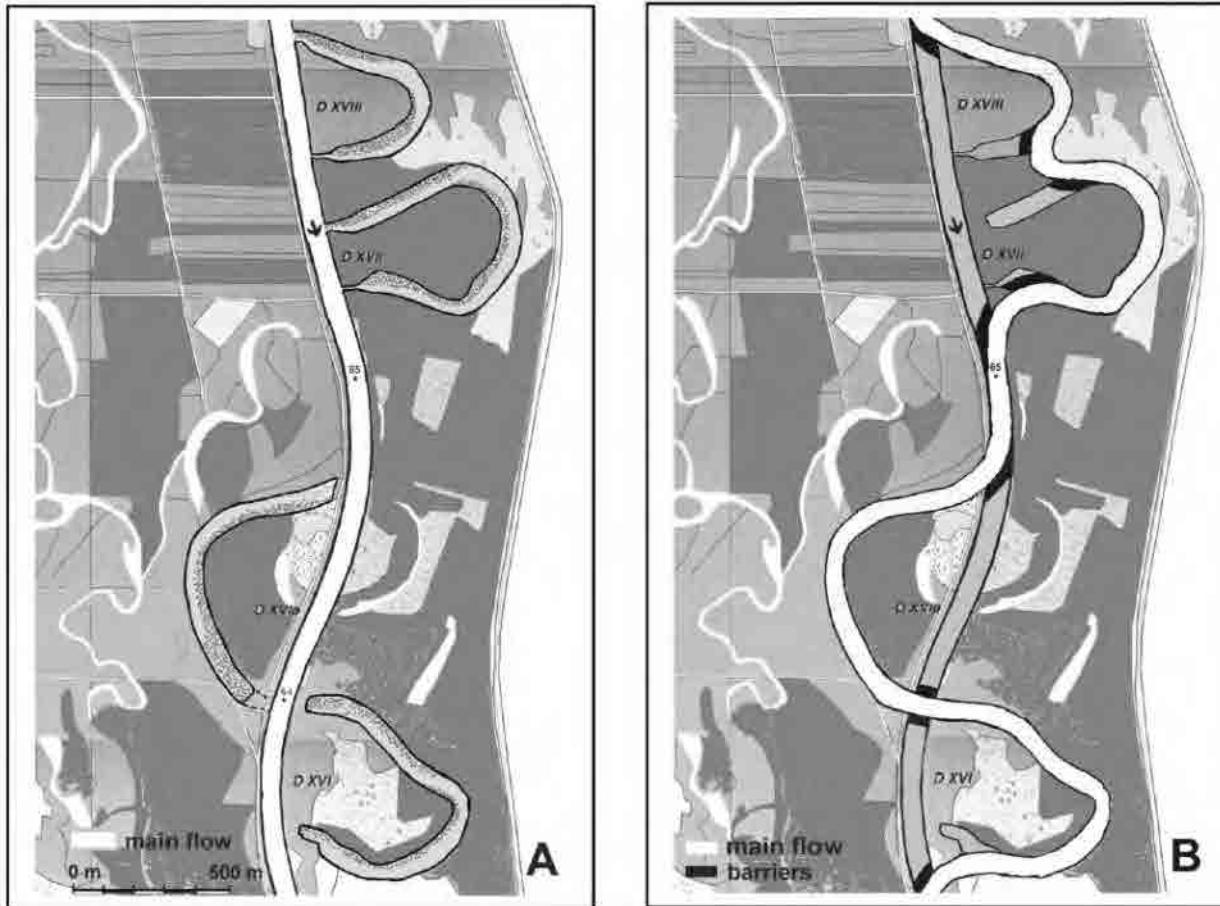 D XVIII
D XVII
65
D XVIa
64
D XVI
main flow
0 m 500 m
A
D XVIII
D XVII
65
D XVIa
D XVI
main flow
barriers
B